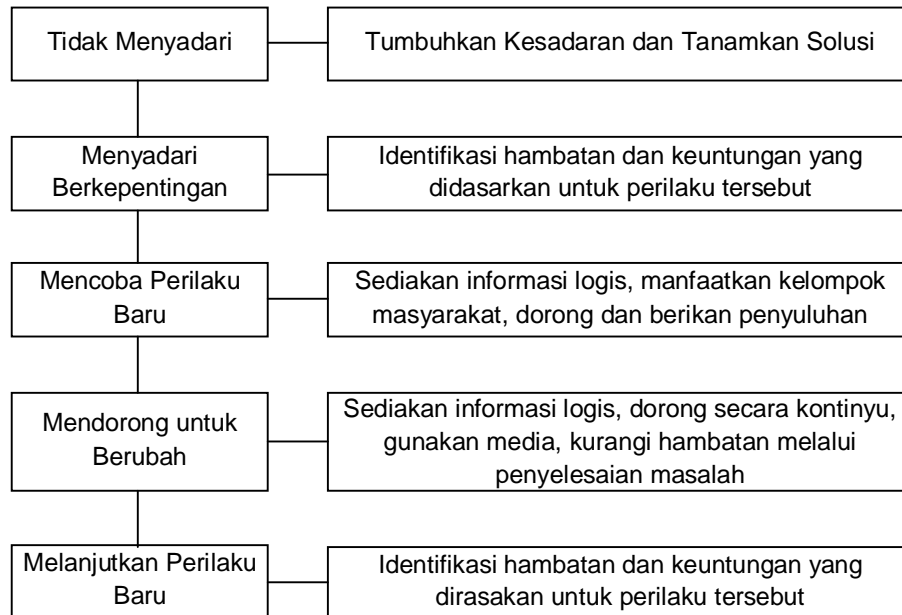 Tidak Menyadari
Tumbuhkan Kesadaran dan Tanamkan Solusi
Menyadari
Berkepentingan
Identifikasi hambatan dan keuntungan yang
didasarkan untuk perilaku tersebut
Mencoba Perilaku
Baru
Sediakan informasi logis, manfaatkan kelompok
masyarakat, dorong dan berikan penyuluhan
Mendorong untuk
Berubah
Sediakan informasi logis, dorong secara kontinyu,
gunakan media, kurangi hambatan melalui
penyelesaian masalah
Melanjutkan Perilaku
Baru
Identifikasi hambatan dan keuntungan yang
dirasakan untuk perilaku tersebut